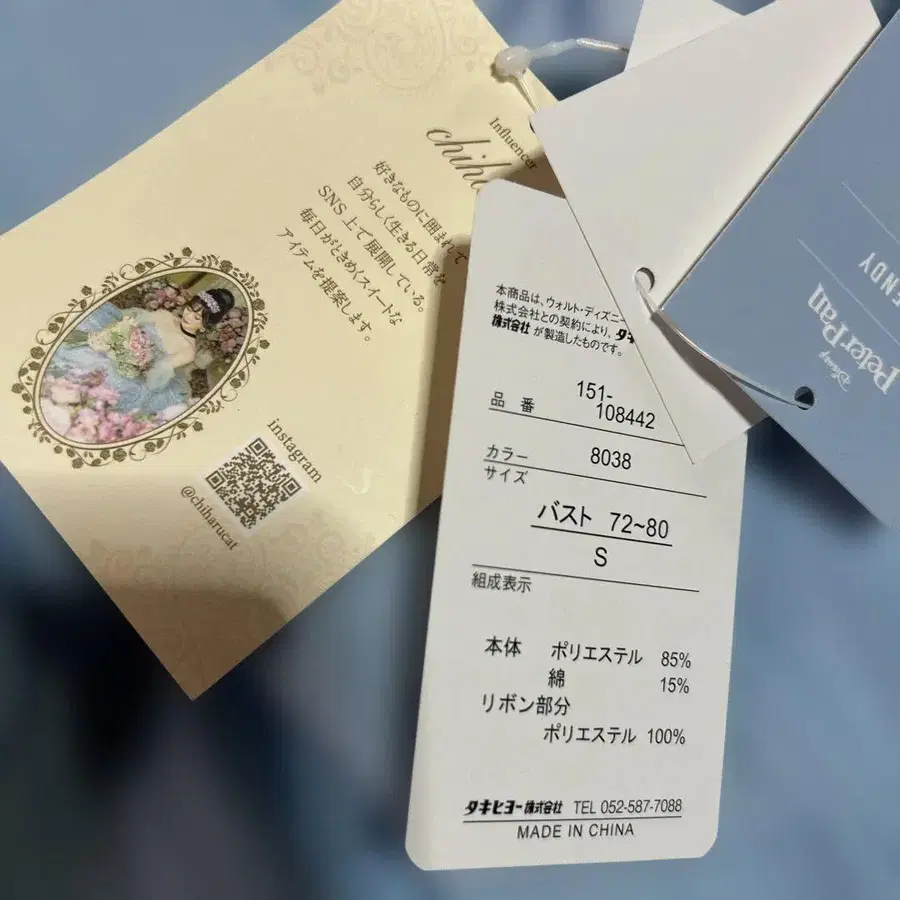 Influencer
好きなものに囲まれて
自分らしく生きる日常を
SNS 上で展開している。
毎日がときめくスイートな
アイテムを提案します。
instagram
@chiharucat
本商品は、ウォルト・ディズニー
株式会社との契約により、タキ
株式会社 が製造したものです。
品 番 151-
108442
カラー 8038
サイズ
バスト 72~80
S
組成表示
本体 ポリエステル 85%
綿 15%
リボン部分
ポリエステル 100%
タキヒヨー株式会社 TEL 052-587-7088
MADE IN CHINA
Disney
Peter Pan